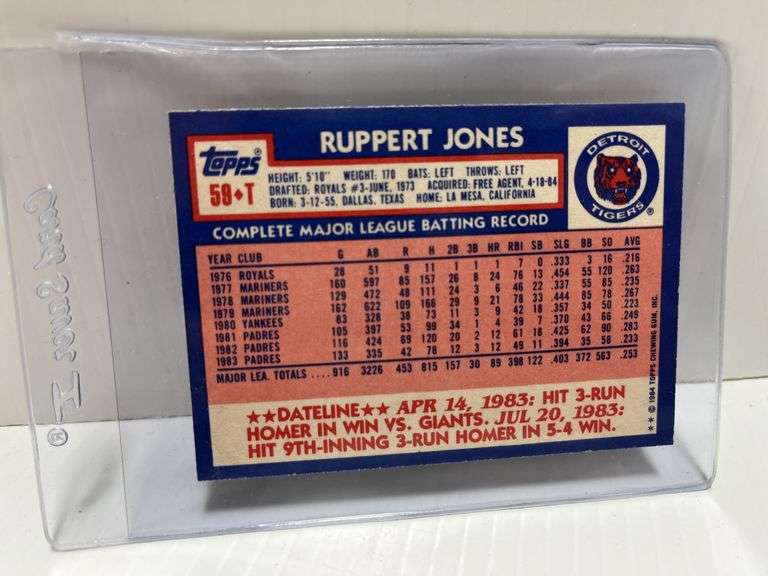 Card Saver I ®
topps
59♦T
RUPPERT JONES
HEIGHT: 5'10" WEIGHT: 170 BATS: LEFT THROWS: LEFT
DRAFTED: ROYALS #3-JUNE, 1973 ACQUIRED: FREE AGENT, 4-18-84
BORN: 3-12-55, DALLAS, TEXAS HOME: LA MESA, CALIFORNIA
DETROIT
TIGERS ®
COMPLETE MAJOR LEAGUE BATTING RECORD
YEAR CLUB G AB R H 2B 3B HR RBI SB SLG BB SO AVG
1976 ROYALS 28 51 9 11 1 1 1 7 0 .333 3 16 .216
1977 MARINERS 160 597 85 157 26 8 24 76 13 .454 55 120 .263
1978 MARINERS 129 472 48 111 24 3 6 46 22 .337 55 85 .235
1979 MARINERS 162 622 109 166 29 9 21 78 33 .444 85 78 .267
1980 YANKEES 83 328 38 73 11 3 9 42 18 .357 34 50 .223
1981 PADRES 105 397 53 99 34 1 4 39 7 .370 43 66 .249
1982 PADRES 116 424 69 120 20 2 12 61 18 .425 62 90 .283
1983 PADRES 133 335 42 78 12 3 12 49 11 .394 35 58 .233
MAJOR LEA. TOTALS .... 916 3226 453 815 157 30 89 398 122 .403 372 563 .253
★★DATELINE★★ APR 14, 1983: HIT 3-RUN
HOMER IN WIN VS. GIANTS. JUL 20, 1983:
HIT 9TH-INNING 3-RUN HOMER IN 5-4 WIN.
** © 1984 TOPPS CHEWING GUM, INC.